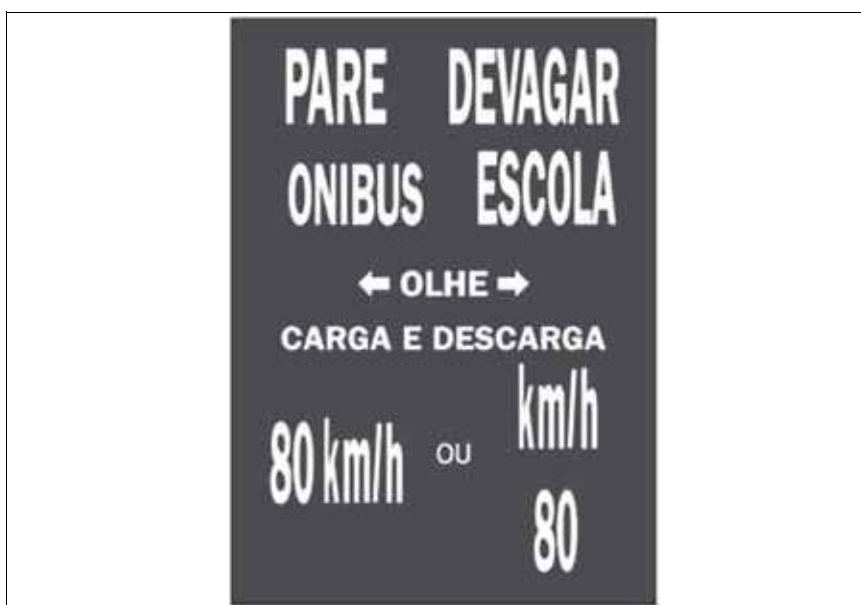 PARE DEVAGAR
ONIBUS ESCOLA
← OLHE →
CARGA E DESCARGA
80 km/h ou km/h
80